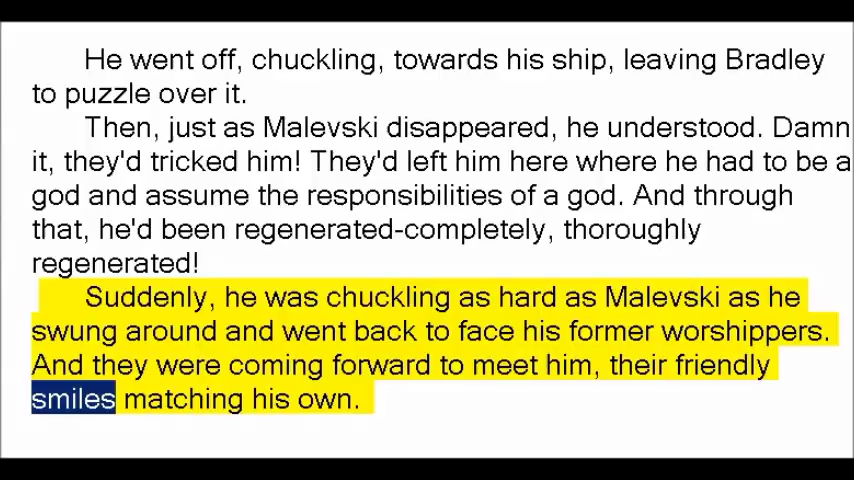 He went off, chuckling, towards his ship, leaving Bradley
to puzzle over it.
Then, just as Malevski disappeared, he understood. Damn
it, they'd tricked him! They'd left him here where he had to be a
god and assume the responsibilities of a god. And through
that, he'd been regenerated-completely, thoroughly
regenerated!
Suddenly, he was chuckling as hard as Malevski as he
swung around and went back to face his former worshippers.
And they were coming forward to meet him, their friendly
smiles matching his own.